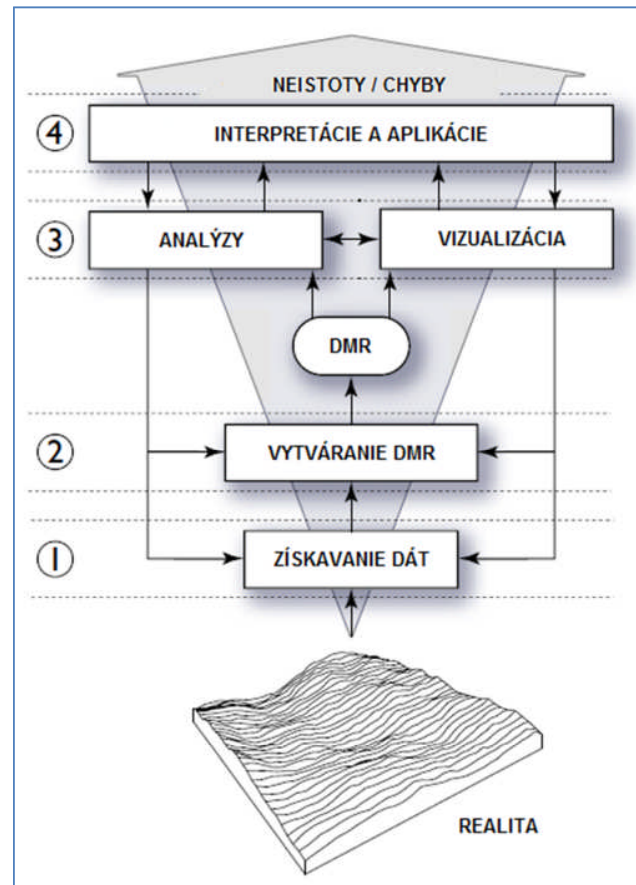 NEISTOTY / CHYBY
4
INTERPRETÁCIE A APLIKÁCIE
3
ANALÝZY
VIZUALIZÁCIA
DMR
2
VYTVÁRANIE DMR
1
ZÍSKAVANIE DÁT
REALITA